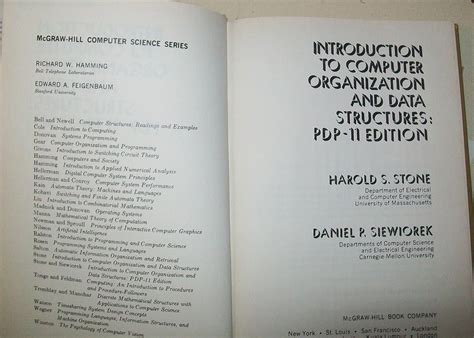 McGRAW-HILL COMPUTER SCIENCE SERIES
RICHARD W. HAMMING
Bell Telephone Laboratories
EDWARD A. FEIGENBAUM
Stanford University
Bell and Newell Computer Structures: Readings and Examples
Cole Introduction to Computing
Donovan Systems Programming
Gear Computer Organization and Programming
Givone Introduction to Switching Circuit Theory
Hamming Computers and Society
Hamming Introduction to Applied Numerical Analysis
Hellerman Digital Computer System Principles
Hellerman and Conroy Computer System Performance
Kain Automata Theory: Machines and Languages
Kohavi Switching and Finite Automata Theory
Liu Introduction to Combinatorial Mathematics
Madnick and Donovan Operating Systems
Manna Mathematical Theory of Computation
Newman and Sproull Principles of Interactive Computer Graphics
Nilsson Artificial Intelligence
Ralston Introduction to Programming and Computer Science
Rosen Programming Systems and Languages
Salton Automatic Information Organization and Retrieval
Stone Introduction to Computer Organization and Data Structures
Stone and Siewiorek Introduction to Computer Organization and Data Structures: PDP-11 Edition
Tonge and Feldman Computing: An Introduction to Procedures and Procedure-Followers
Tremblay and Manohar Discrete Mathematical Structures with Applications to Computer Science
Watson Timesharing System Design Concepts
Wegner Programming Languages, Information Structures, and Machine Organization
Winston The Psychology of Computer Vision
INTRODUCTION
TO COMPUTER
ORGANIZATION
AND DATA
STRUCTURES:
PDP-11 EDITION
HAROLD S. STONE
Department of Electrical
and Computer Engineering
University of Massachusetts
DANIEL P. SIEWIOREK
Departments of Computer Science
and Electrical Engineering
Carnegie Mellon University
McGRAW-HILL BOOK COMPANY
New York St. Louis San Francisco Auckland